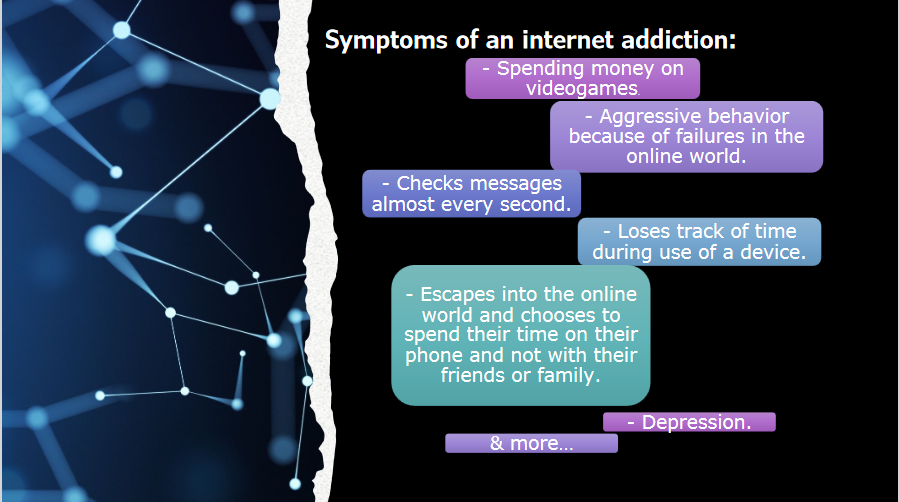 Symptoms of an internet addiction:
- Spending money on
videogames.
- Aggressive behavior
because of failures in the
online world.
- Checks messages
almost every second.
- Loses track of time
during use of a device.
- Escapes into the online
world and chooses to
spend their time on their
phone and not with their
friends or family.
- Depression.
& more...